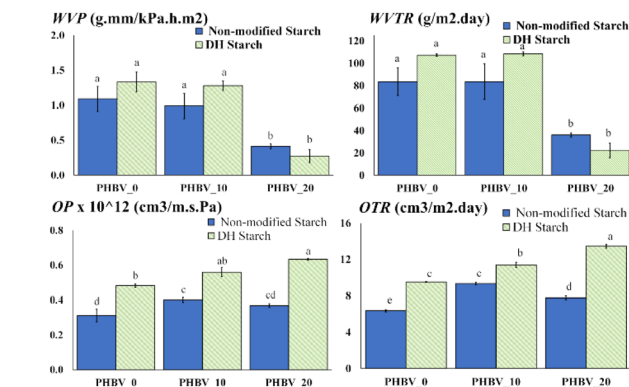 WVP (g.mm/kPa.h.m2)
Non-modified Starch
DH Starch
2.0
1.5
1.0
0.5
0.0
a
a
a
a
b
b
PHBV_0
PHBV_10
PHBV_20
WVTR (g/m2.day)
Non-modified Starch
DH Starch
120
100
80
60
40
20
0
a
a
a
a
b
b
PHBV_0
PHBV_10
PHBV_20
OP x 10^12 (cm3/m.s.Pa)
Non-modified Starch
DH Starch
0.8
0.6
0.4
0.2
0.0
d
b
c
ab
cd
a
PHBV_0
PHBV_10
PHBV_20
OTR (cm3/m2.day)
Non-modified Starch
DH Starch
16
12
8
4
0
e
c
c
b
d
a
PHBV_0
PHBV_10
PHBV_20